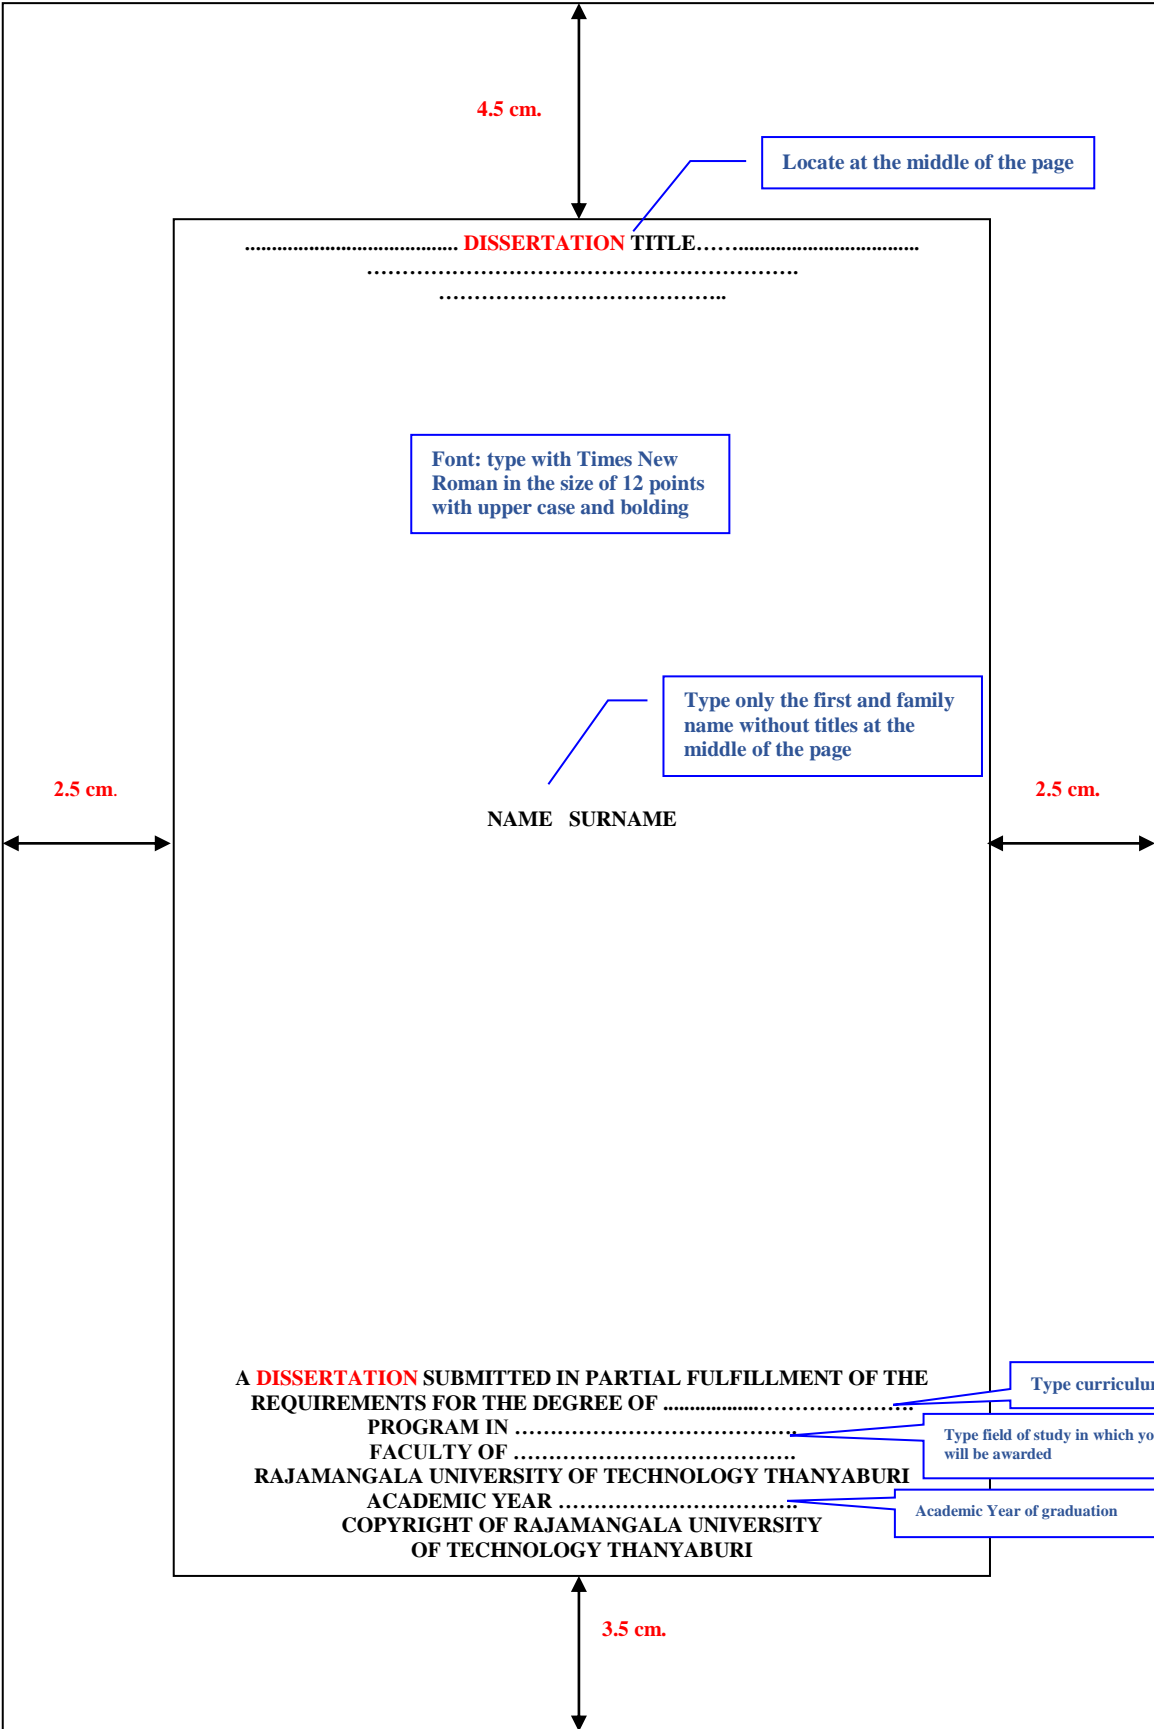 4.5 cm.
Locate at the middle of the page
........................................ DISSERTATION TITLE…...................................
…………………………………………………….
…………………………………..
Font: type with Times New
Roman in the size of 12 points
with upper case and bolding
Type only the first and family
name without titles at the
middle of the page
2.5 cm.
2.5 cm.
NAME SURNAME
A DISSERTATION SUBMITTED IN PARTIAL FULFILLMENT OF THE
REQUIREMENTS FOR THE DEGREE OF ..................………………….
Type curriculum
PROGRAM IN ………………………………….
Type field of study in which yo
will be awarded
FACULTY OF ………………………………….
RAJAMANGALA UNIVERSITY OF TECHNOLOGY THANYABURI
ACADEMIC YEAR …………………………….
Academic Year of graduation
COPYRIGHT OF RAJAMANGALA UNIVERSITY
OF TECHNOLOGY THANYABURI
3.5 cm.